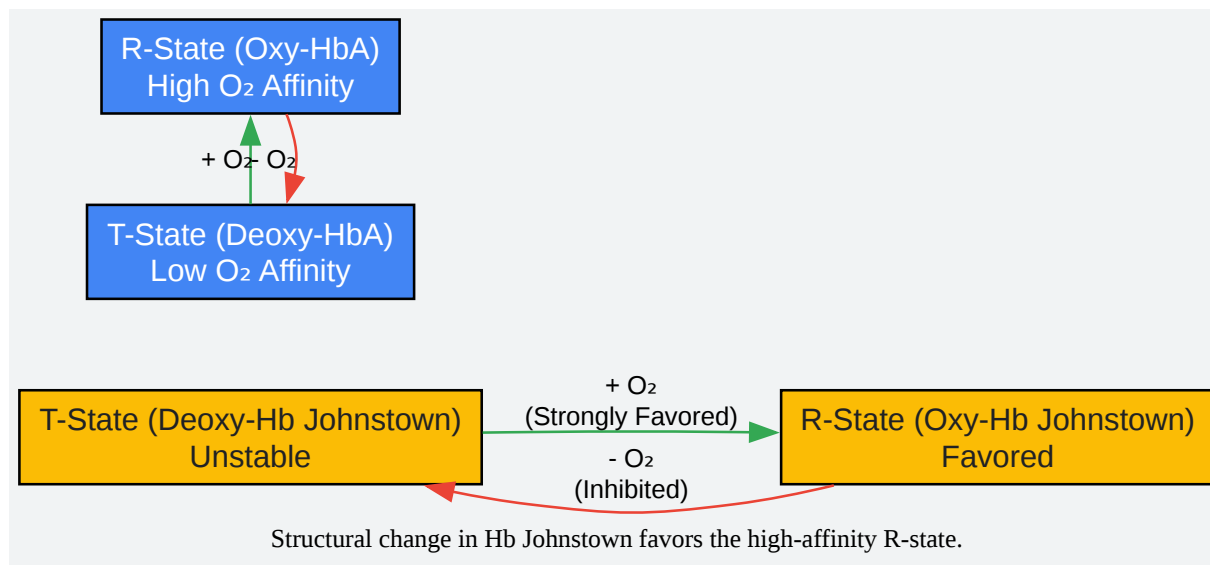 R-State (Oxy-HbA)
High O₂ Affinity
+ O₂
- O₂
T-State (Deoxy-HbA)
Low O₂ Affinity
T-State (Deoxy-Hb Johnstown)
Unstable
+ O₂
(Strongly Favored)
- O₂
(Inhibited)
R-State (Oxy-Hb Johnstown)
Favored
Structural change in Hb Johnstown favors the high-affinity R-state.